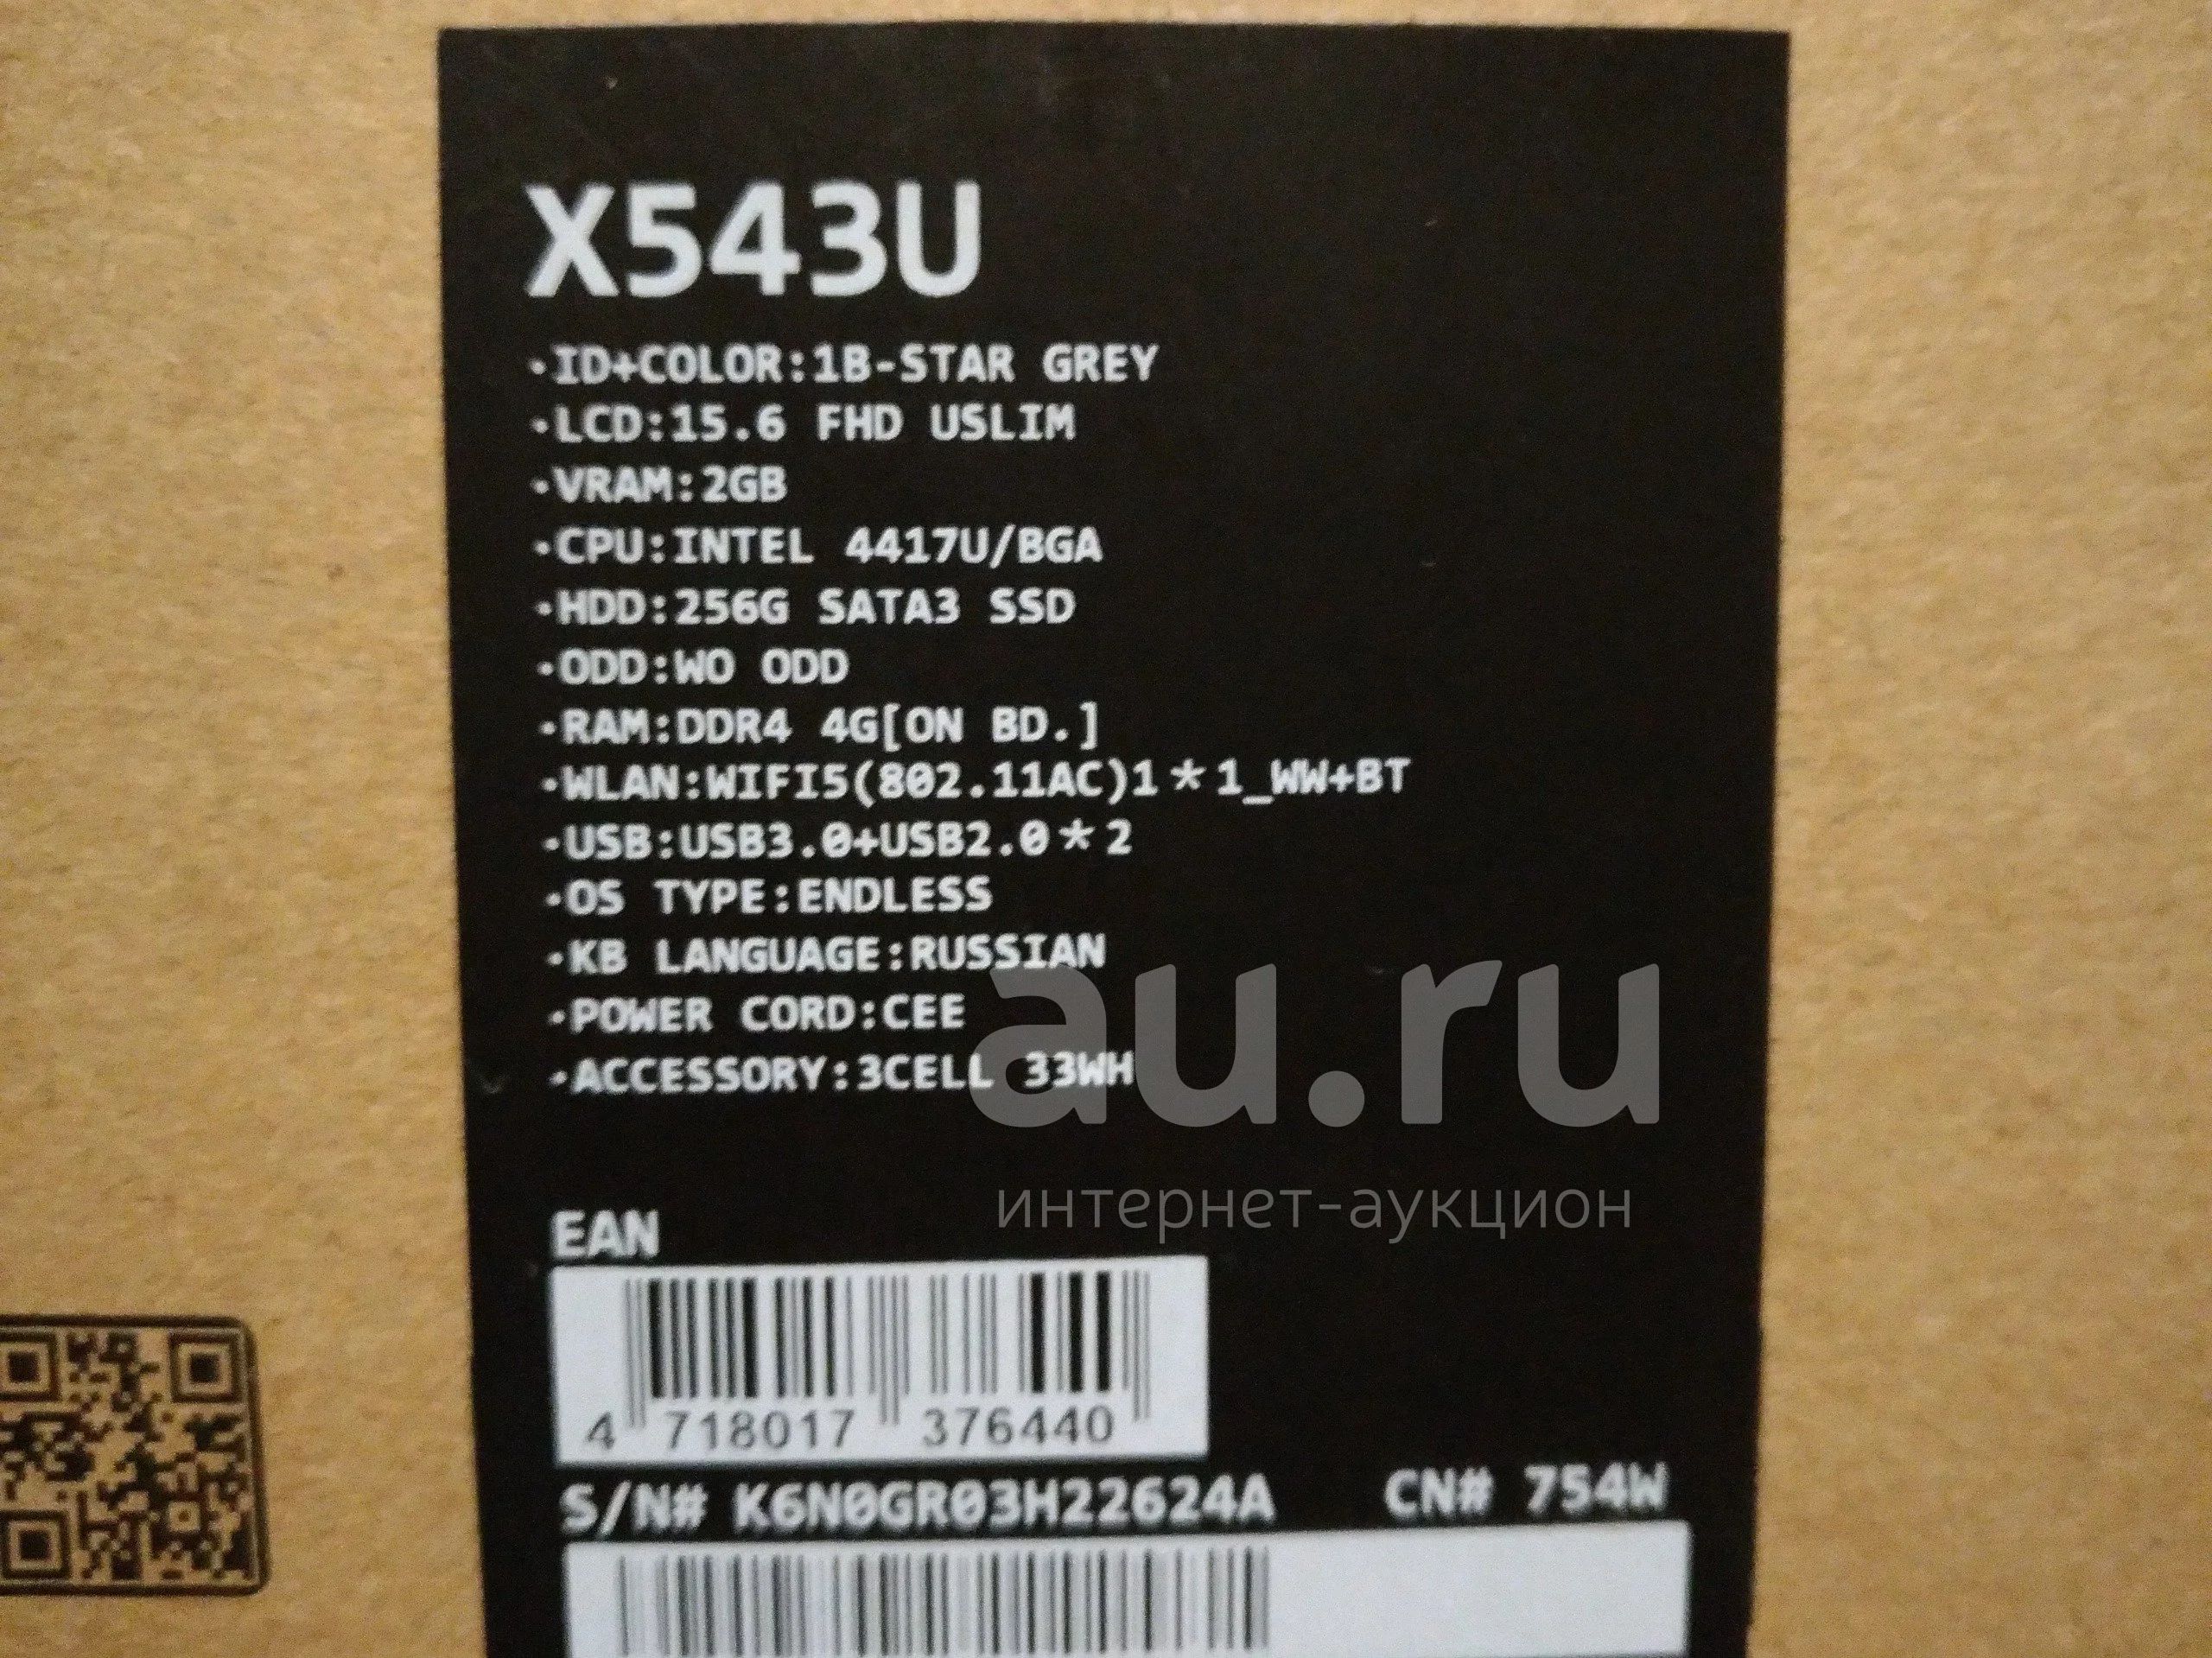 X543U
·ID+COLOR:1B-STAR GREY
·LCD:15.6 FHD USLIM
·VRAM:2GB
·CPU:INTEL 4417U/BGA
·HDD:256G SATA3 SSD
·ODD:WO ODD
·RAM:DDR4 4G[ON BD.]
·WLAN:WIFI5(802.11AC)1*1_WW+BT
·USB:USB3.0+USB2.0*2
·OS TYPE:ENDLESS
·KB LANGUAGE:RUSSIAN
·POWER CORD:CEE
·ACCESSORY:3CELL 33WH
au.ru
интернет-аукцион
EAN
4 718017 376440
S/N# K6N0GR03H22624A CN# 754W